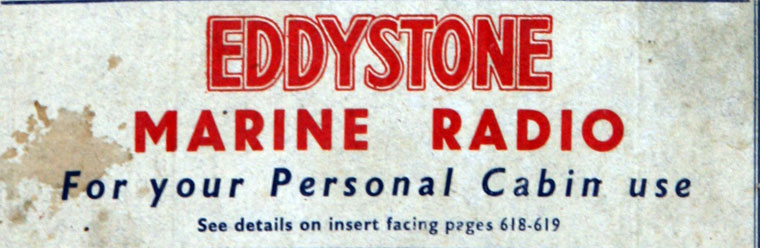 EDDYSTONE
MARINE RADIO
For your Personal Cabin use
See details on insert facing pages 618-619